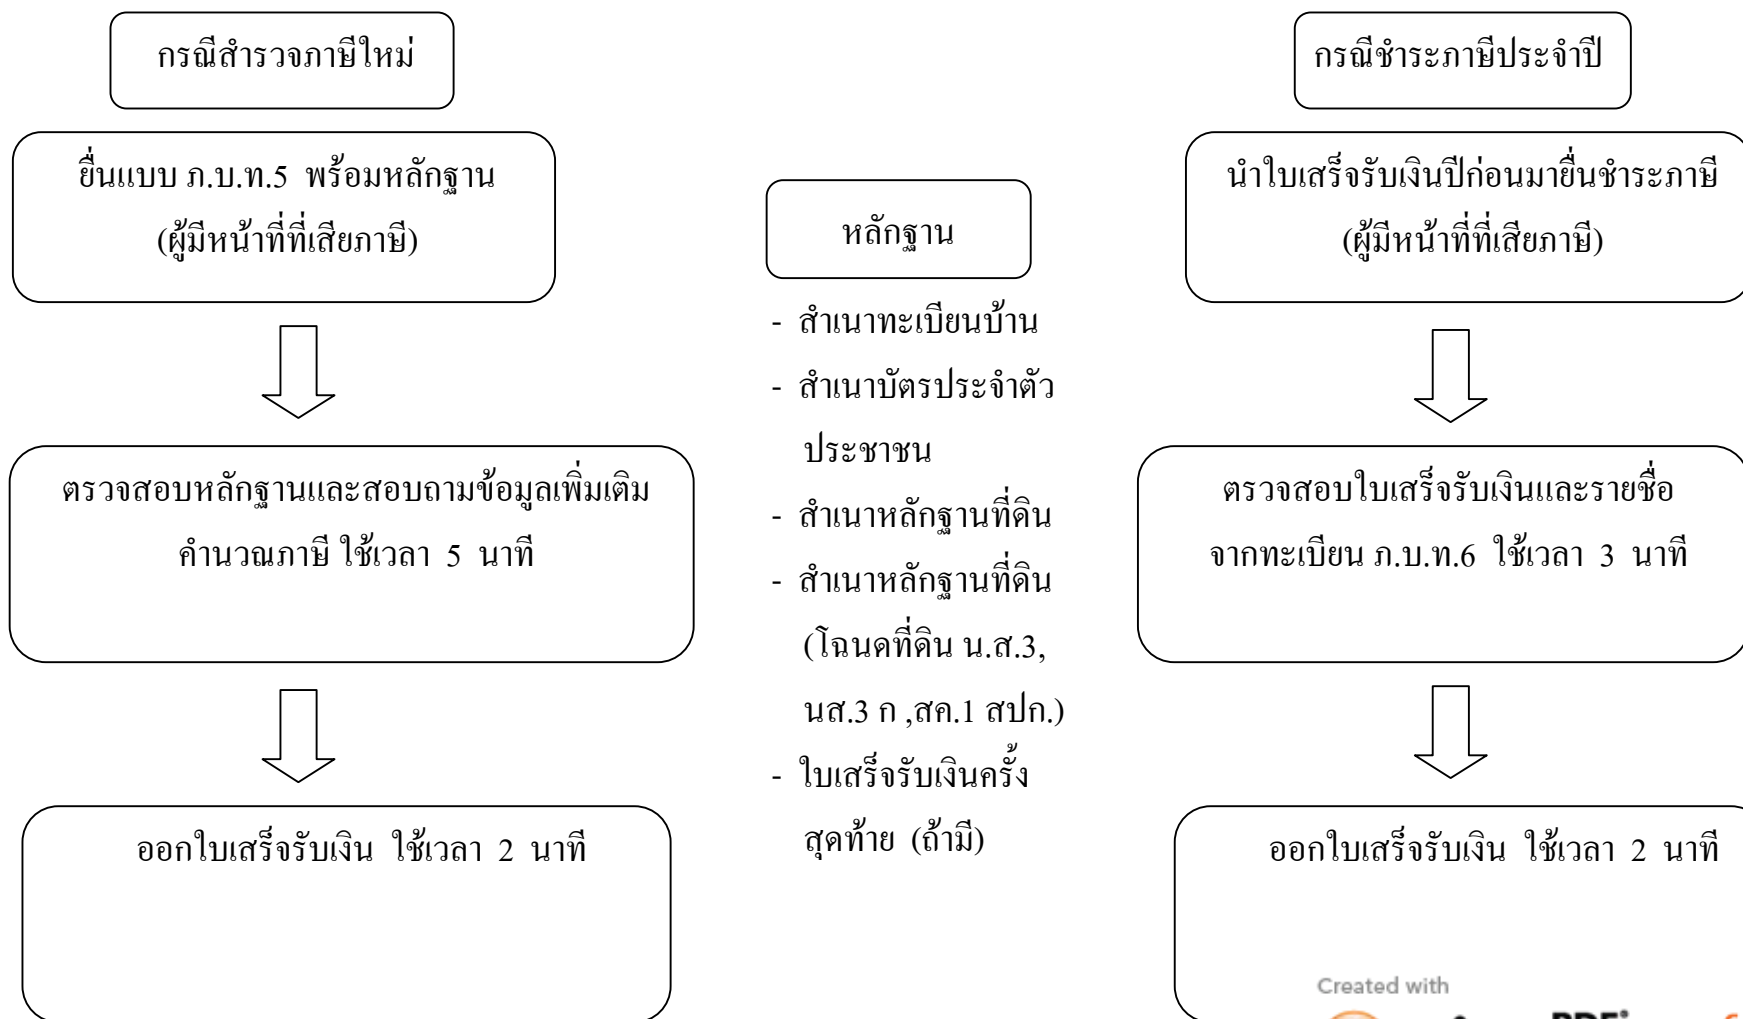 กรณีสำรวจภาษีใหม่
ยื่นแบบ ภ.บ.ท.5 พร้อมหลักฐาน
(ผู้มีหน้าที่ที่เสียภาษี)
ตรวจสอบหลักฐานและสอบถามข้อมูลเพิ่มเติม
คำนวณภาษี ใช้เวลา 5 นาที
ออกใบเสร็จรับเงิน ใช้เวลา 2 นาที
หลักฐาน
- สำเนาทะเบียนบ้าน
- สำเนาบัตรประจำตัว
ประชาชน
- สำเนาหลักฐานที่ดิน
- สำเนาหลักฐานที่ดิน
(โฉนดที่ดิน น.ส.3,
นส.3 ก ,สค.1 สปก.)
- ใบเสร็จรับเงินครั้ง
สุดท้าย (ถ้ามี)
กรณีชำระภาษีประจำปี
นำใบเสร็จรับเงินปีก่อนมายื่นชำระภาษี
(ผู้มีหน้าที่ที่เสียภาษี)
ตรวจสอบใบเสร็จรับเงินและรายชื่อ
จากทะเบียน ภ.บ.ท.6 ใช้เวลา 3 นาที
ออกใบเสร็จรับเงิน ใช้เวลา 2 นาที
Created with